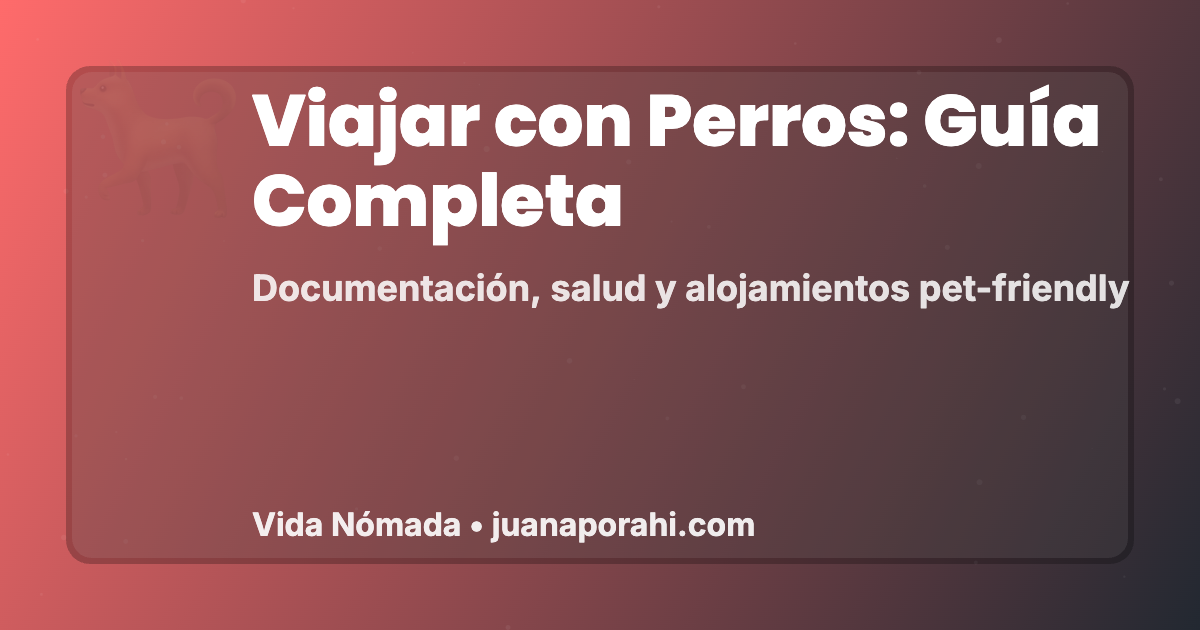 Viajar con Perros: Guía
Completa
Documentación, salud y alojamientos pet-friendly
Vida Nómada • juanaporahi.com